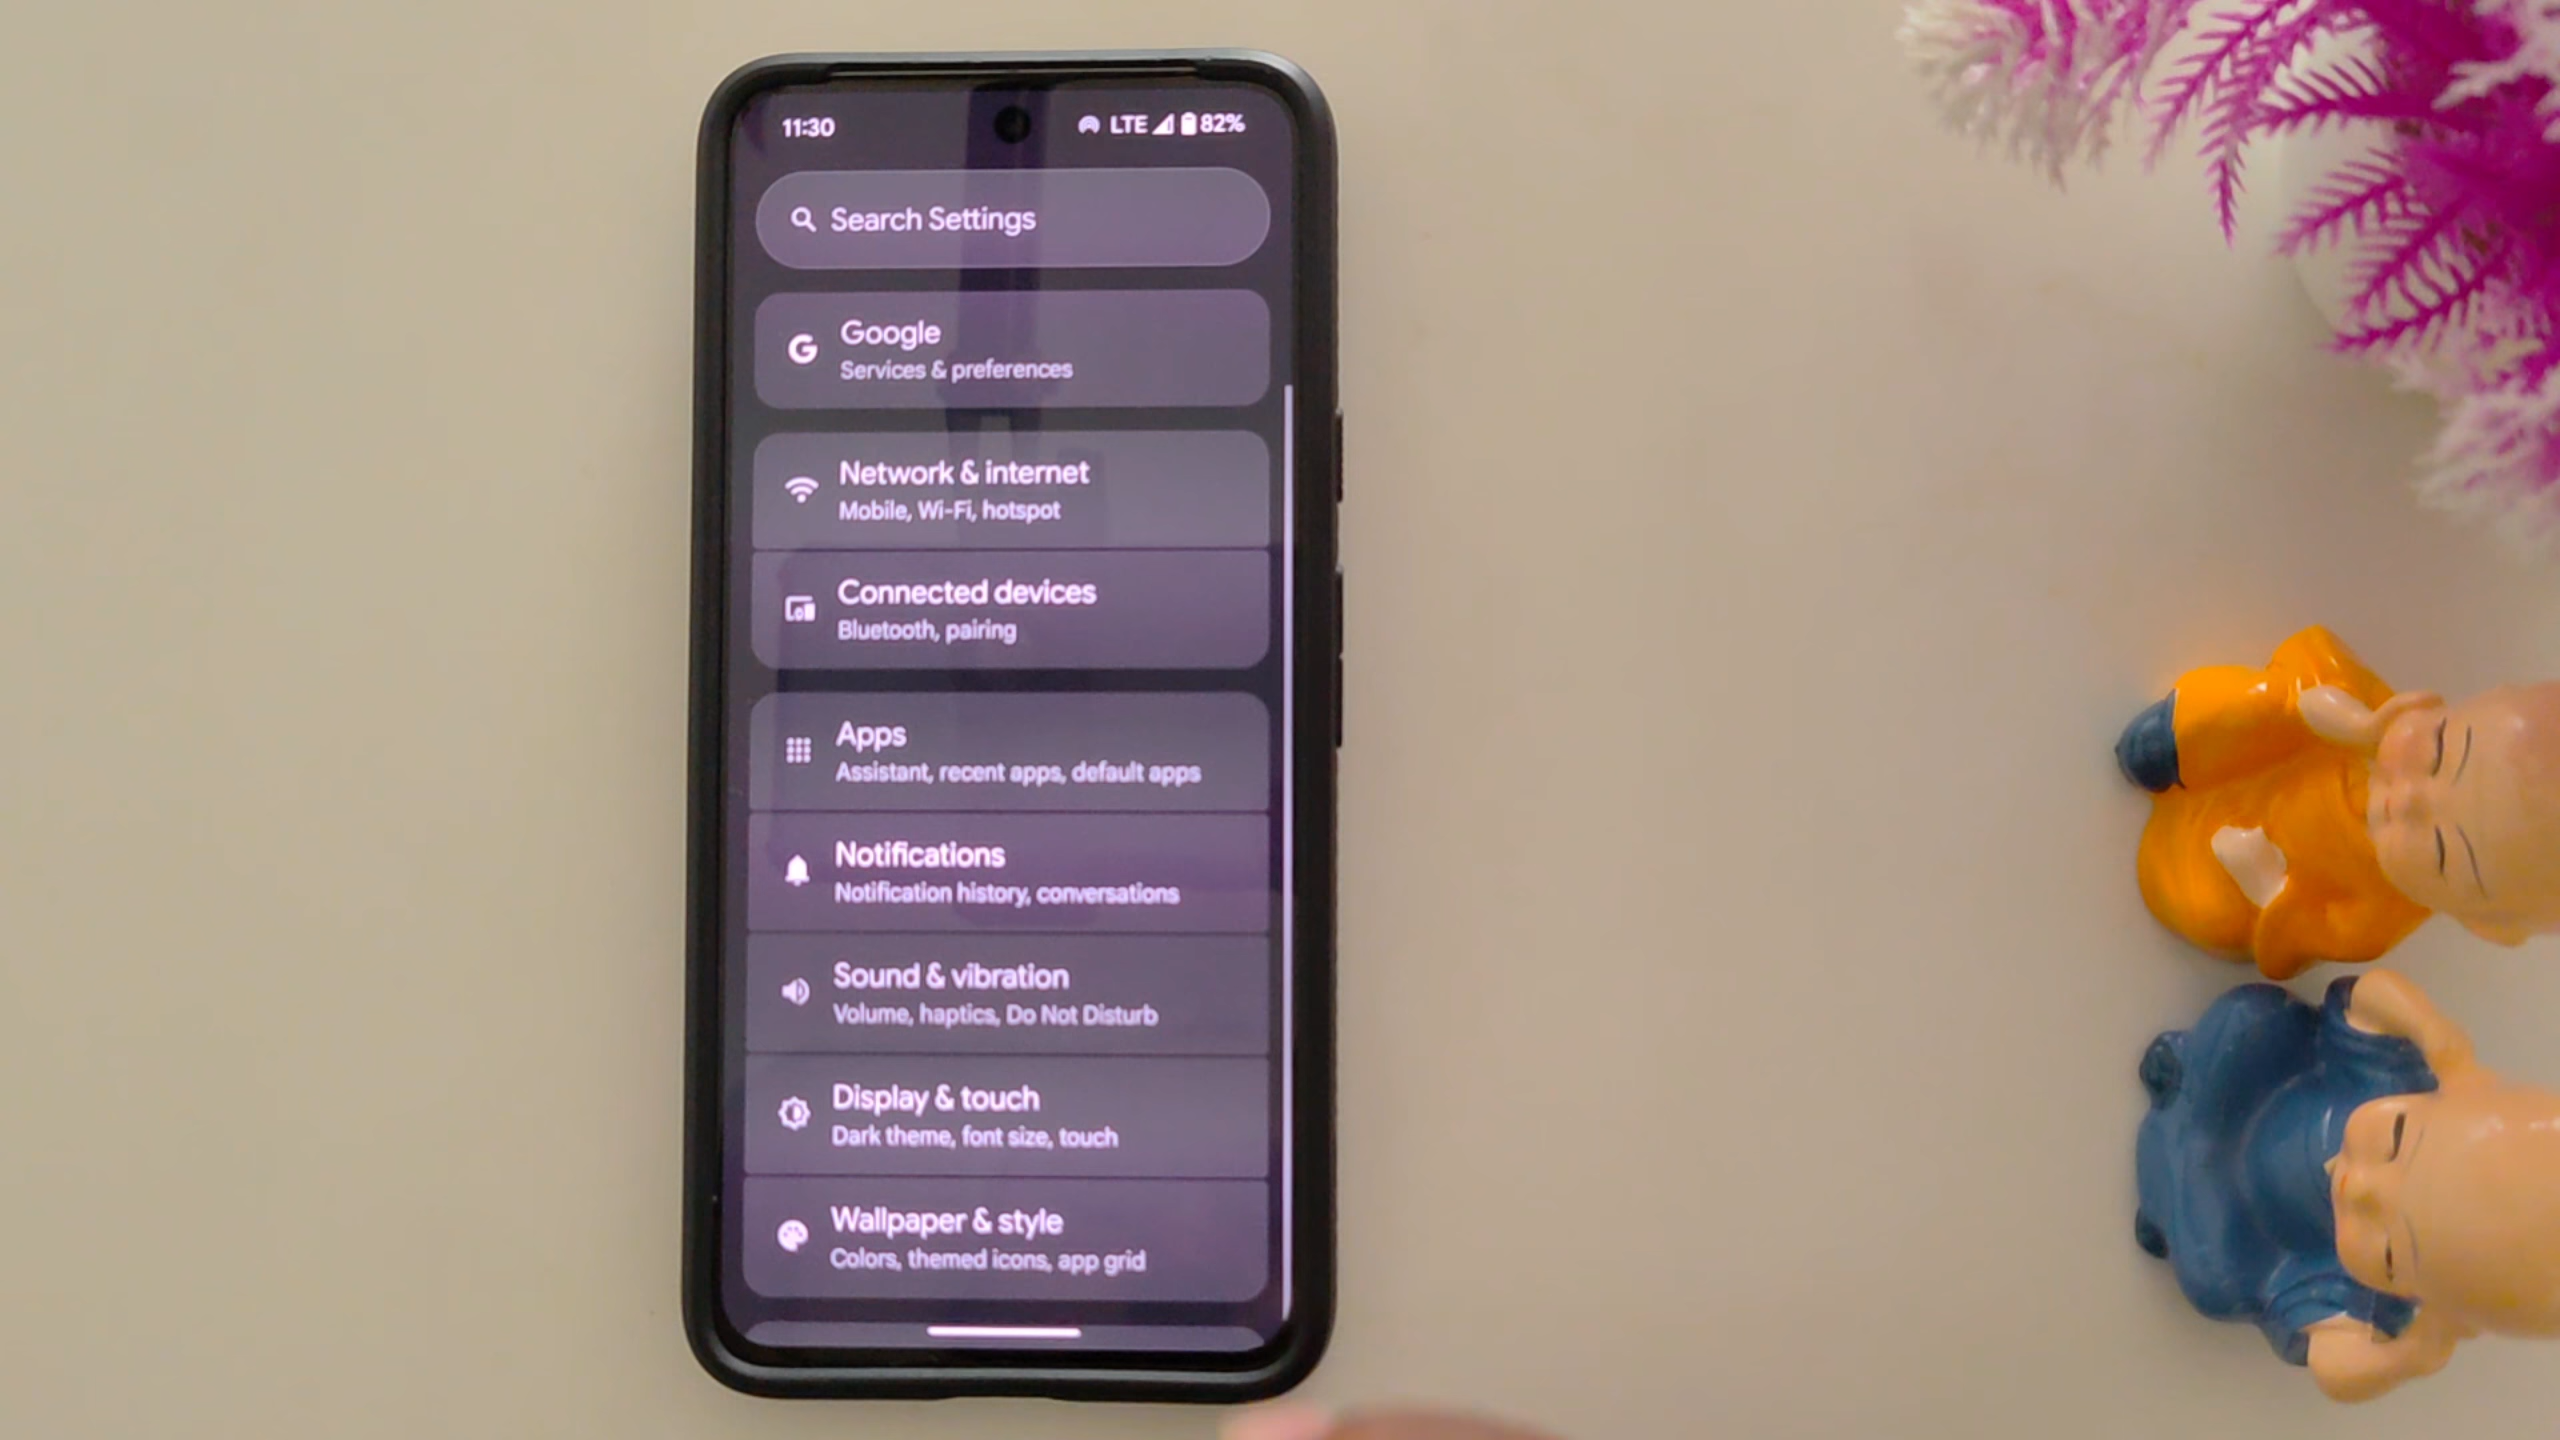 11:30 LTE 82%
Search Settings
Google
Services & preferences
Network & internet
Mobile, Wi-Fi, hotspot
Connected devices
Bluetooth, pairing
Apps
Assistant, recent apps, default apps
Notifications
Notification history, conversations
Sound & vibration
Volume, haptics, Do Not Disturb
Display & touch
Dark theme, font size, touch
Wallpaper & style
Colors, themed icons, app grid